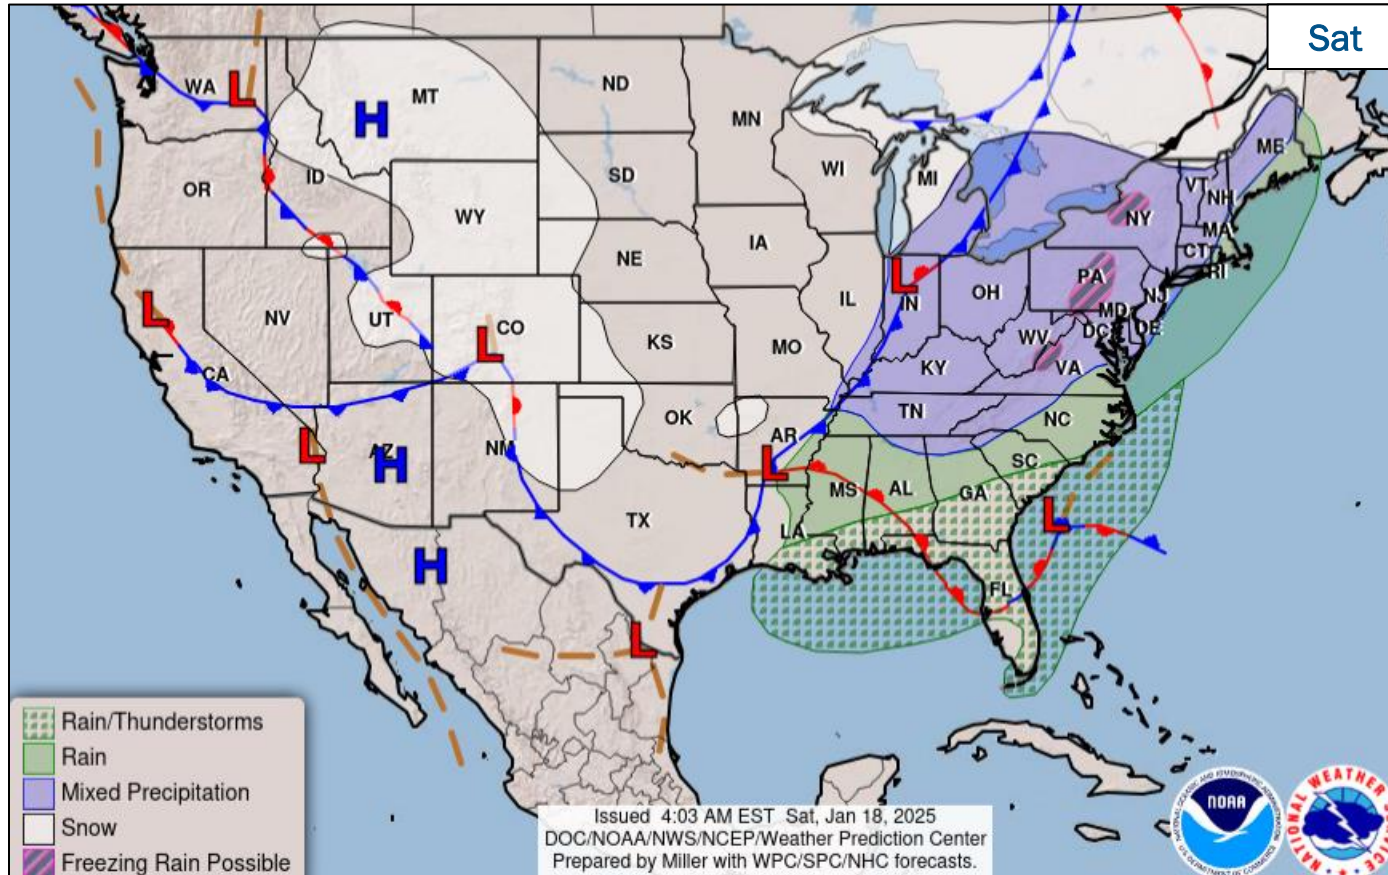 Sat
WA
MT
ND
MN
ME
OR
ID
SD
WI
MI
VT
NH
NY
WY
MA
CT
RI
NE
IA
IL
IN
OH
PA
NJ
NV
UT
CO
MD
DE
DC
WV
KS
MO
KY
VA
CA
OK
TN
NC
AR
AZ
NM
SC
MS
AL
GA
TX
LA
FL
H
H
H
L
L
L
L
L
L
L
L
Rain/Thunderstorms
Rain
Mixed Precipitation
Snow
Freezing Rain Possible
Issued 4:03 AM EST Sat, Jan 18, 2025
DOC/NOAA/NWS/NCEP/Weather Prediction Center
Prepared by Miller with WPC/SPC/NHC forecasts.
NOAA